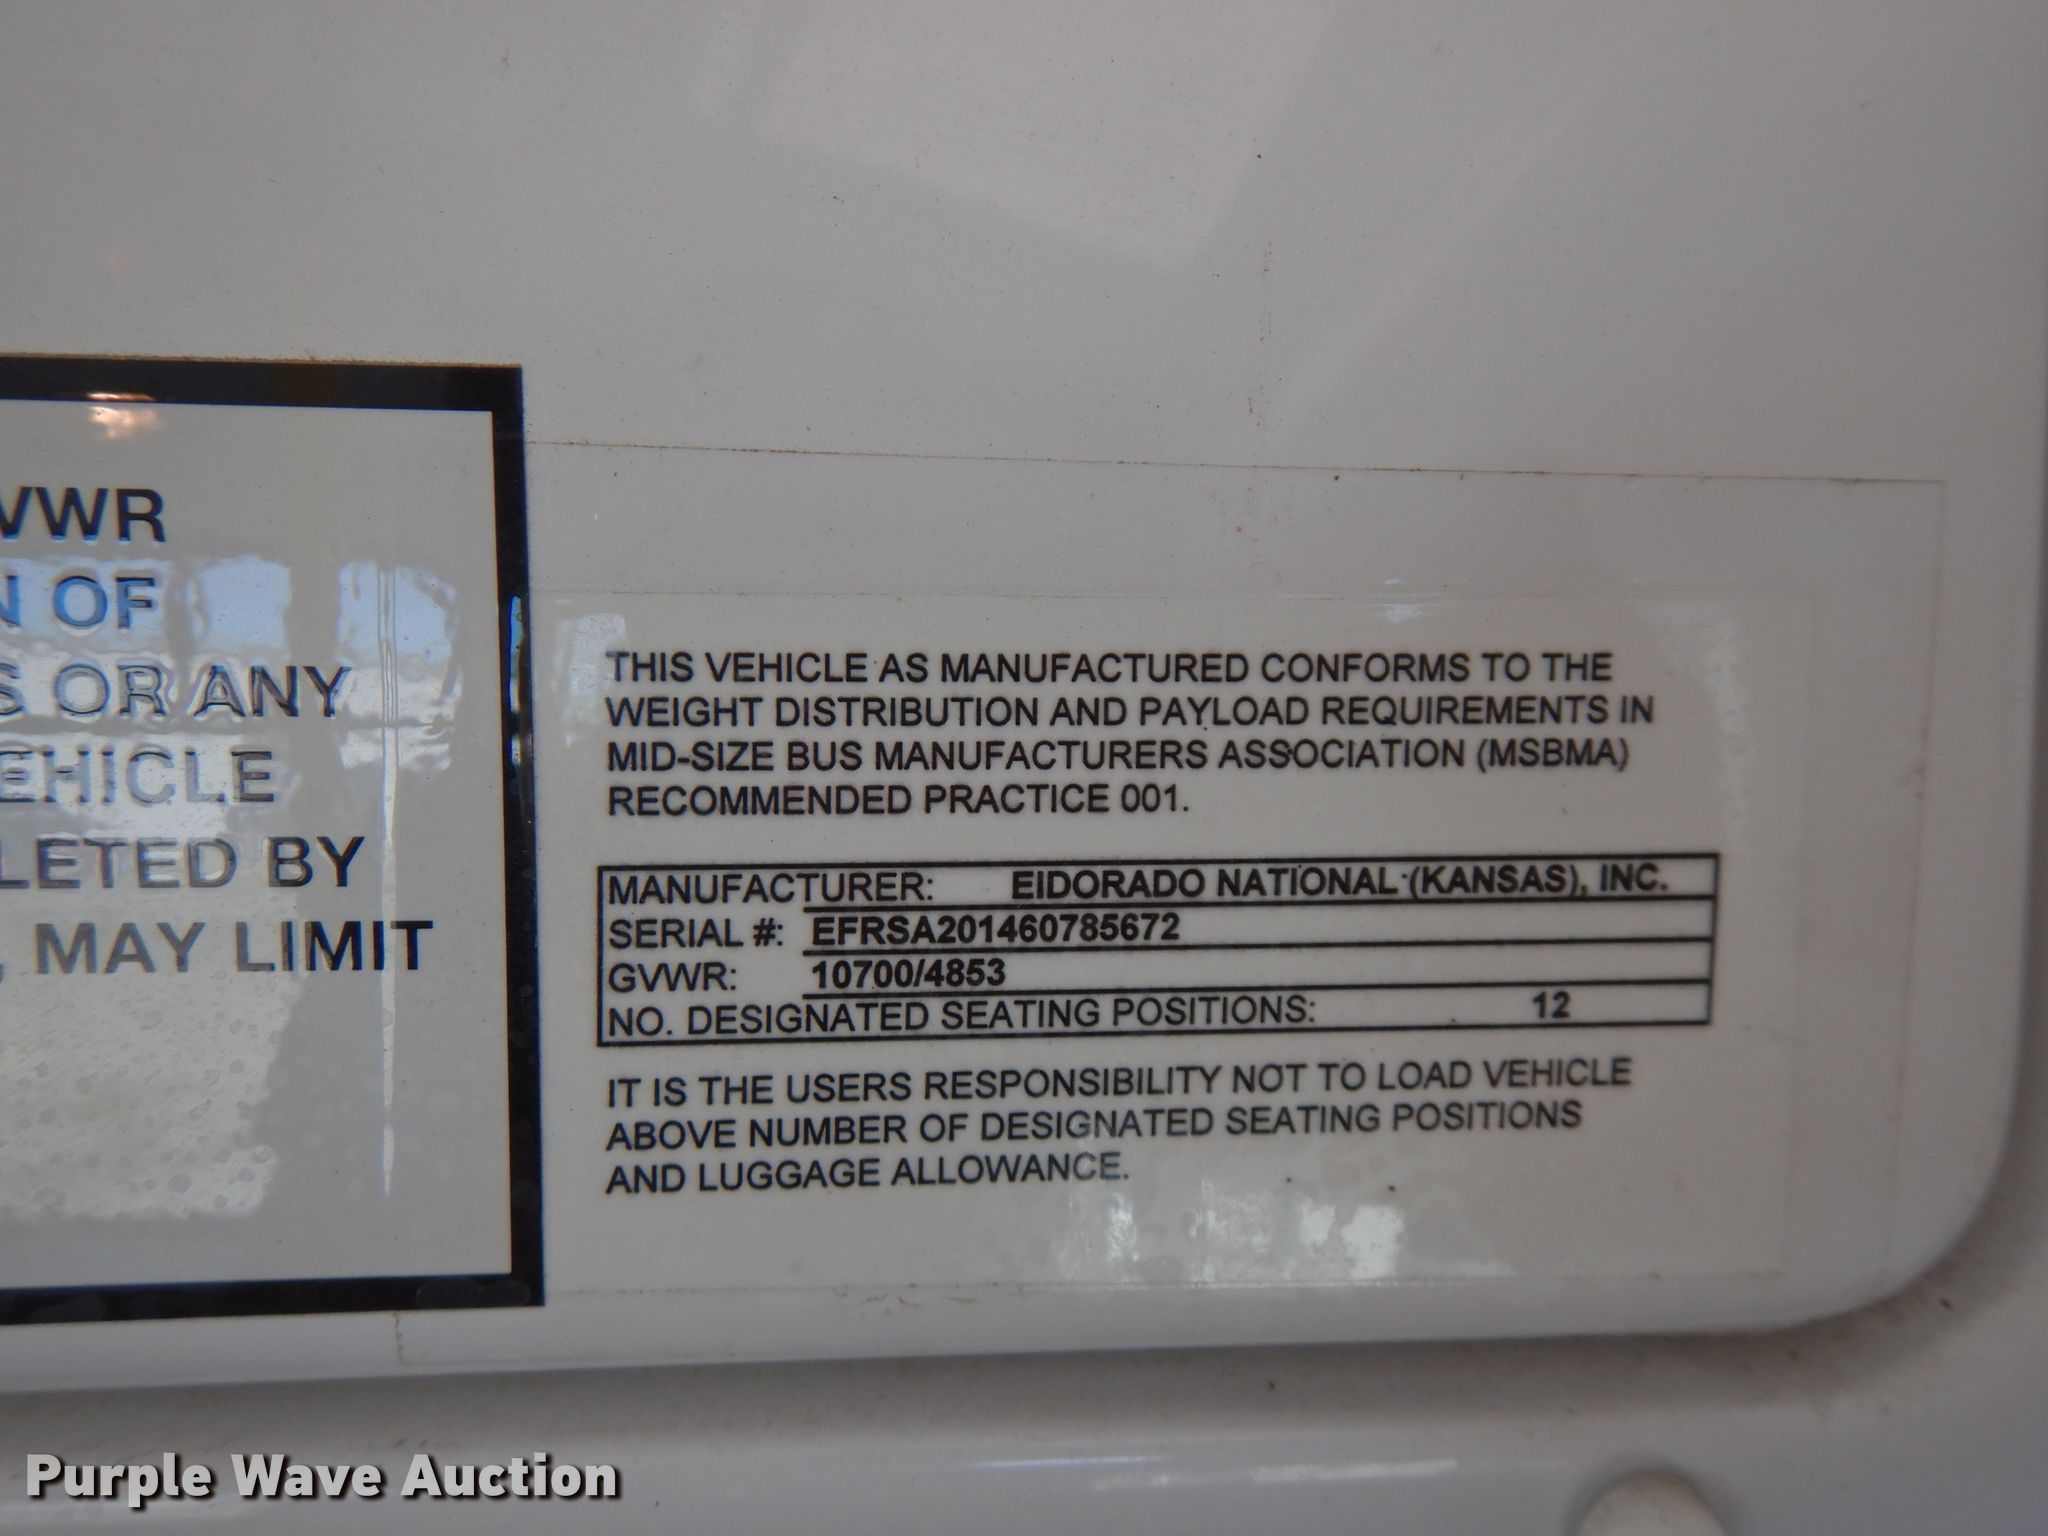 VWR
N OF
S OR ANY
EHICLE
LETED BY
, MAY LIMIT
THIS VEHICLE AS MANUFACTURED CONFORMS TO THE
WEIGHT DISTRIBUTION AND PAYLOAD REQUIREMENTS IN
MID-SIZE BUS MANUFACTURERS ASSOCIATION (MSBMA)
RECOMMENDED PRACTICE 001.
MANUFACTURER: ElDORADO NATIONAL (KANSAS), INC.
SERIAL #: EFRSA201460785672
GVWR: 10700/4853
NO. DESIGNATED SEATING POSITIONS: 12
IT IS THE USERS RESPONSIBILITY NOT TO LOAD VEHICLE
ABOVE NUMBER OF DESIGNATED SEATING POSITIONS
AND LUGGAGE ALLOWANCE.
Purple Wave Auction